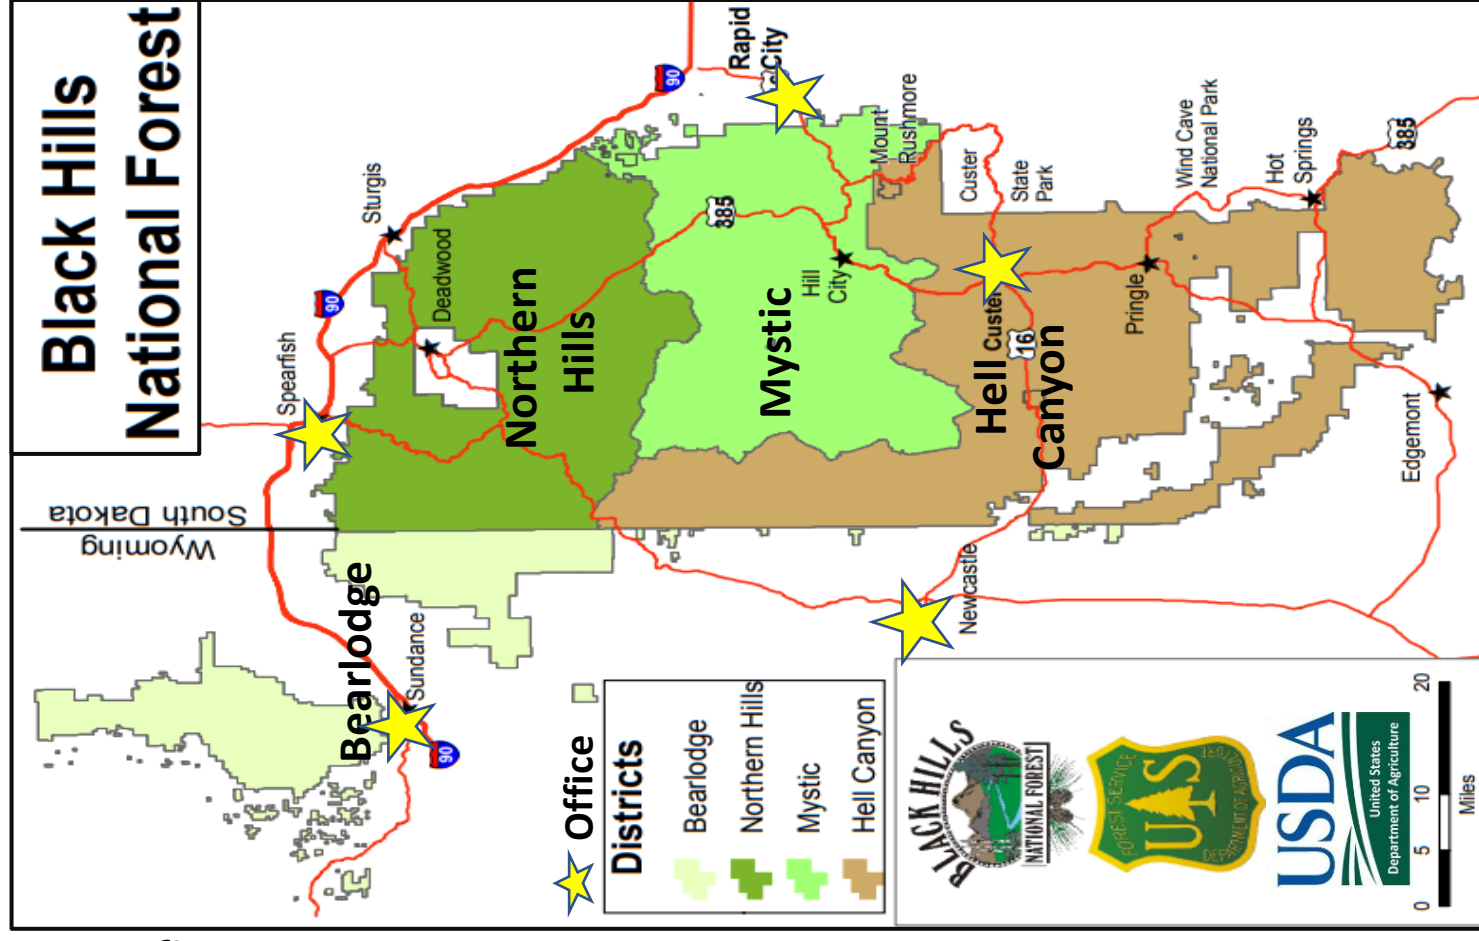 Black Hills
National Forest
Wyoming
South Dakota
Spearfish
90
Sturgis
90
Rapid
City
Deadwood
Bearlodge
Sundance
90
Northern
Hills
385
Mystic
Hill
City
Mount
Rushmore
Custer
State
Park
Hell
Custer
Canyon
16
Newcastle
Pringle
Wind Cave
National Park
Hot
Springs
385
Edgemont
Office
Districts
Bearlodge
Northern Hills
Mystic
Hell Canyon
BLACK HILLS
NATIONAL FOREST
FOREST SERVICE
U S
DEPARTMENT OF AGRICULTURE
USDA
United States
Department of Agriculture
0 5 10 20
Miles